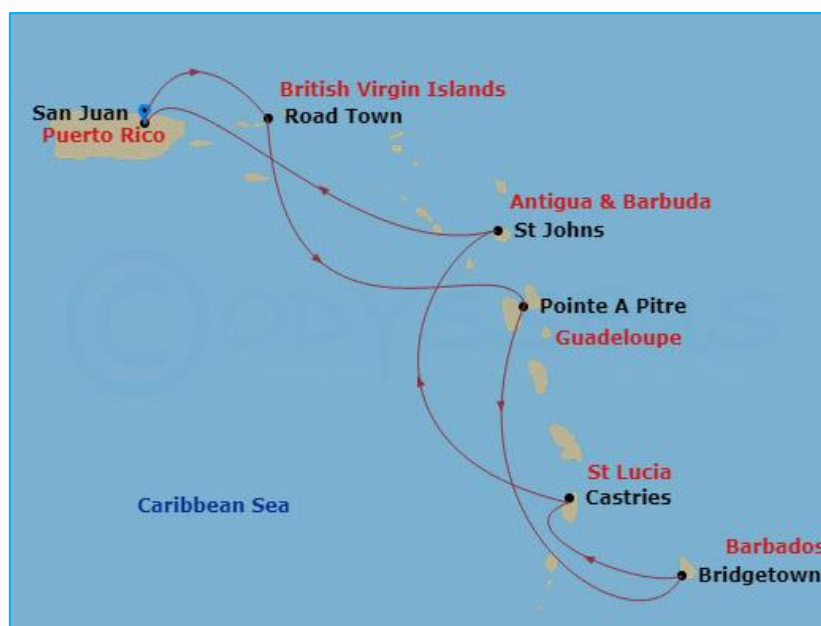 British Virgin Islands
San Juan
Road Town
Puerto Rico
Antigua & Barbuda
St Johns
Pointe A Pitre
Guadeloupe
St Lucia
Castries
Caribbean Sea
Barbados
Bridgetown